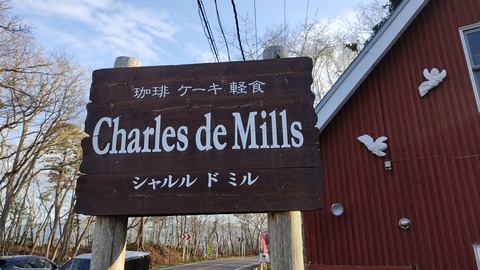 珈琲 ケーキ 軽食
Charles de Mills
シャルル ド ミル